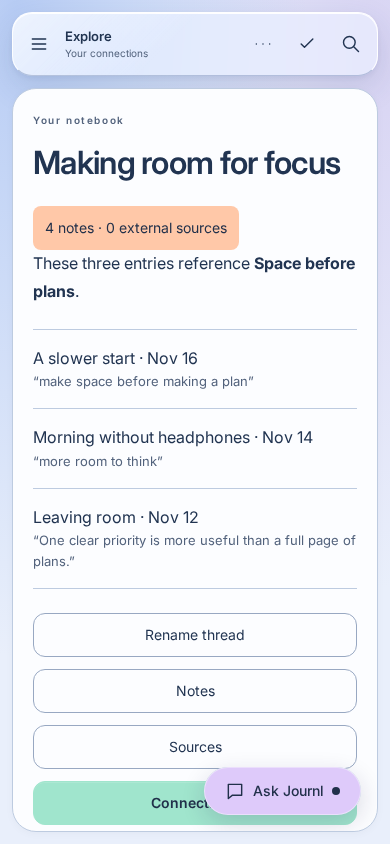 Explore
Your connections
Your notebook
Making room for focus
4 notes · 0 external sources
These three entries reference Space before
plans.
A slower start · Nov 16
“make space before making a plan”
Morning without headphones · Nov 14
“more room to think”
Leaving room · Nov 12
“One clear priority is more useful than a full page of
plans.”
Rename thread
Notes
Sources
Ask Journl